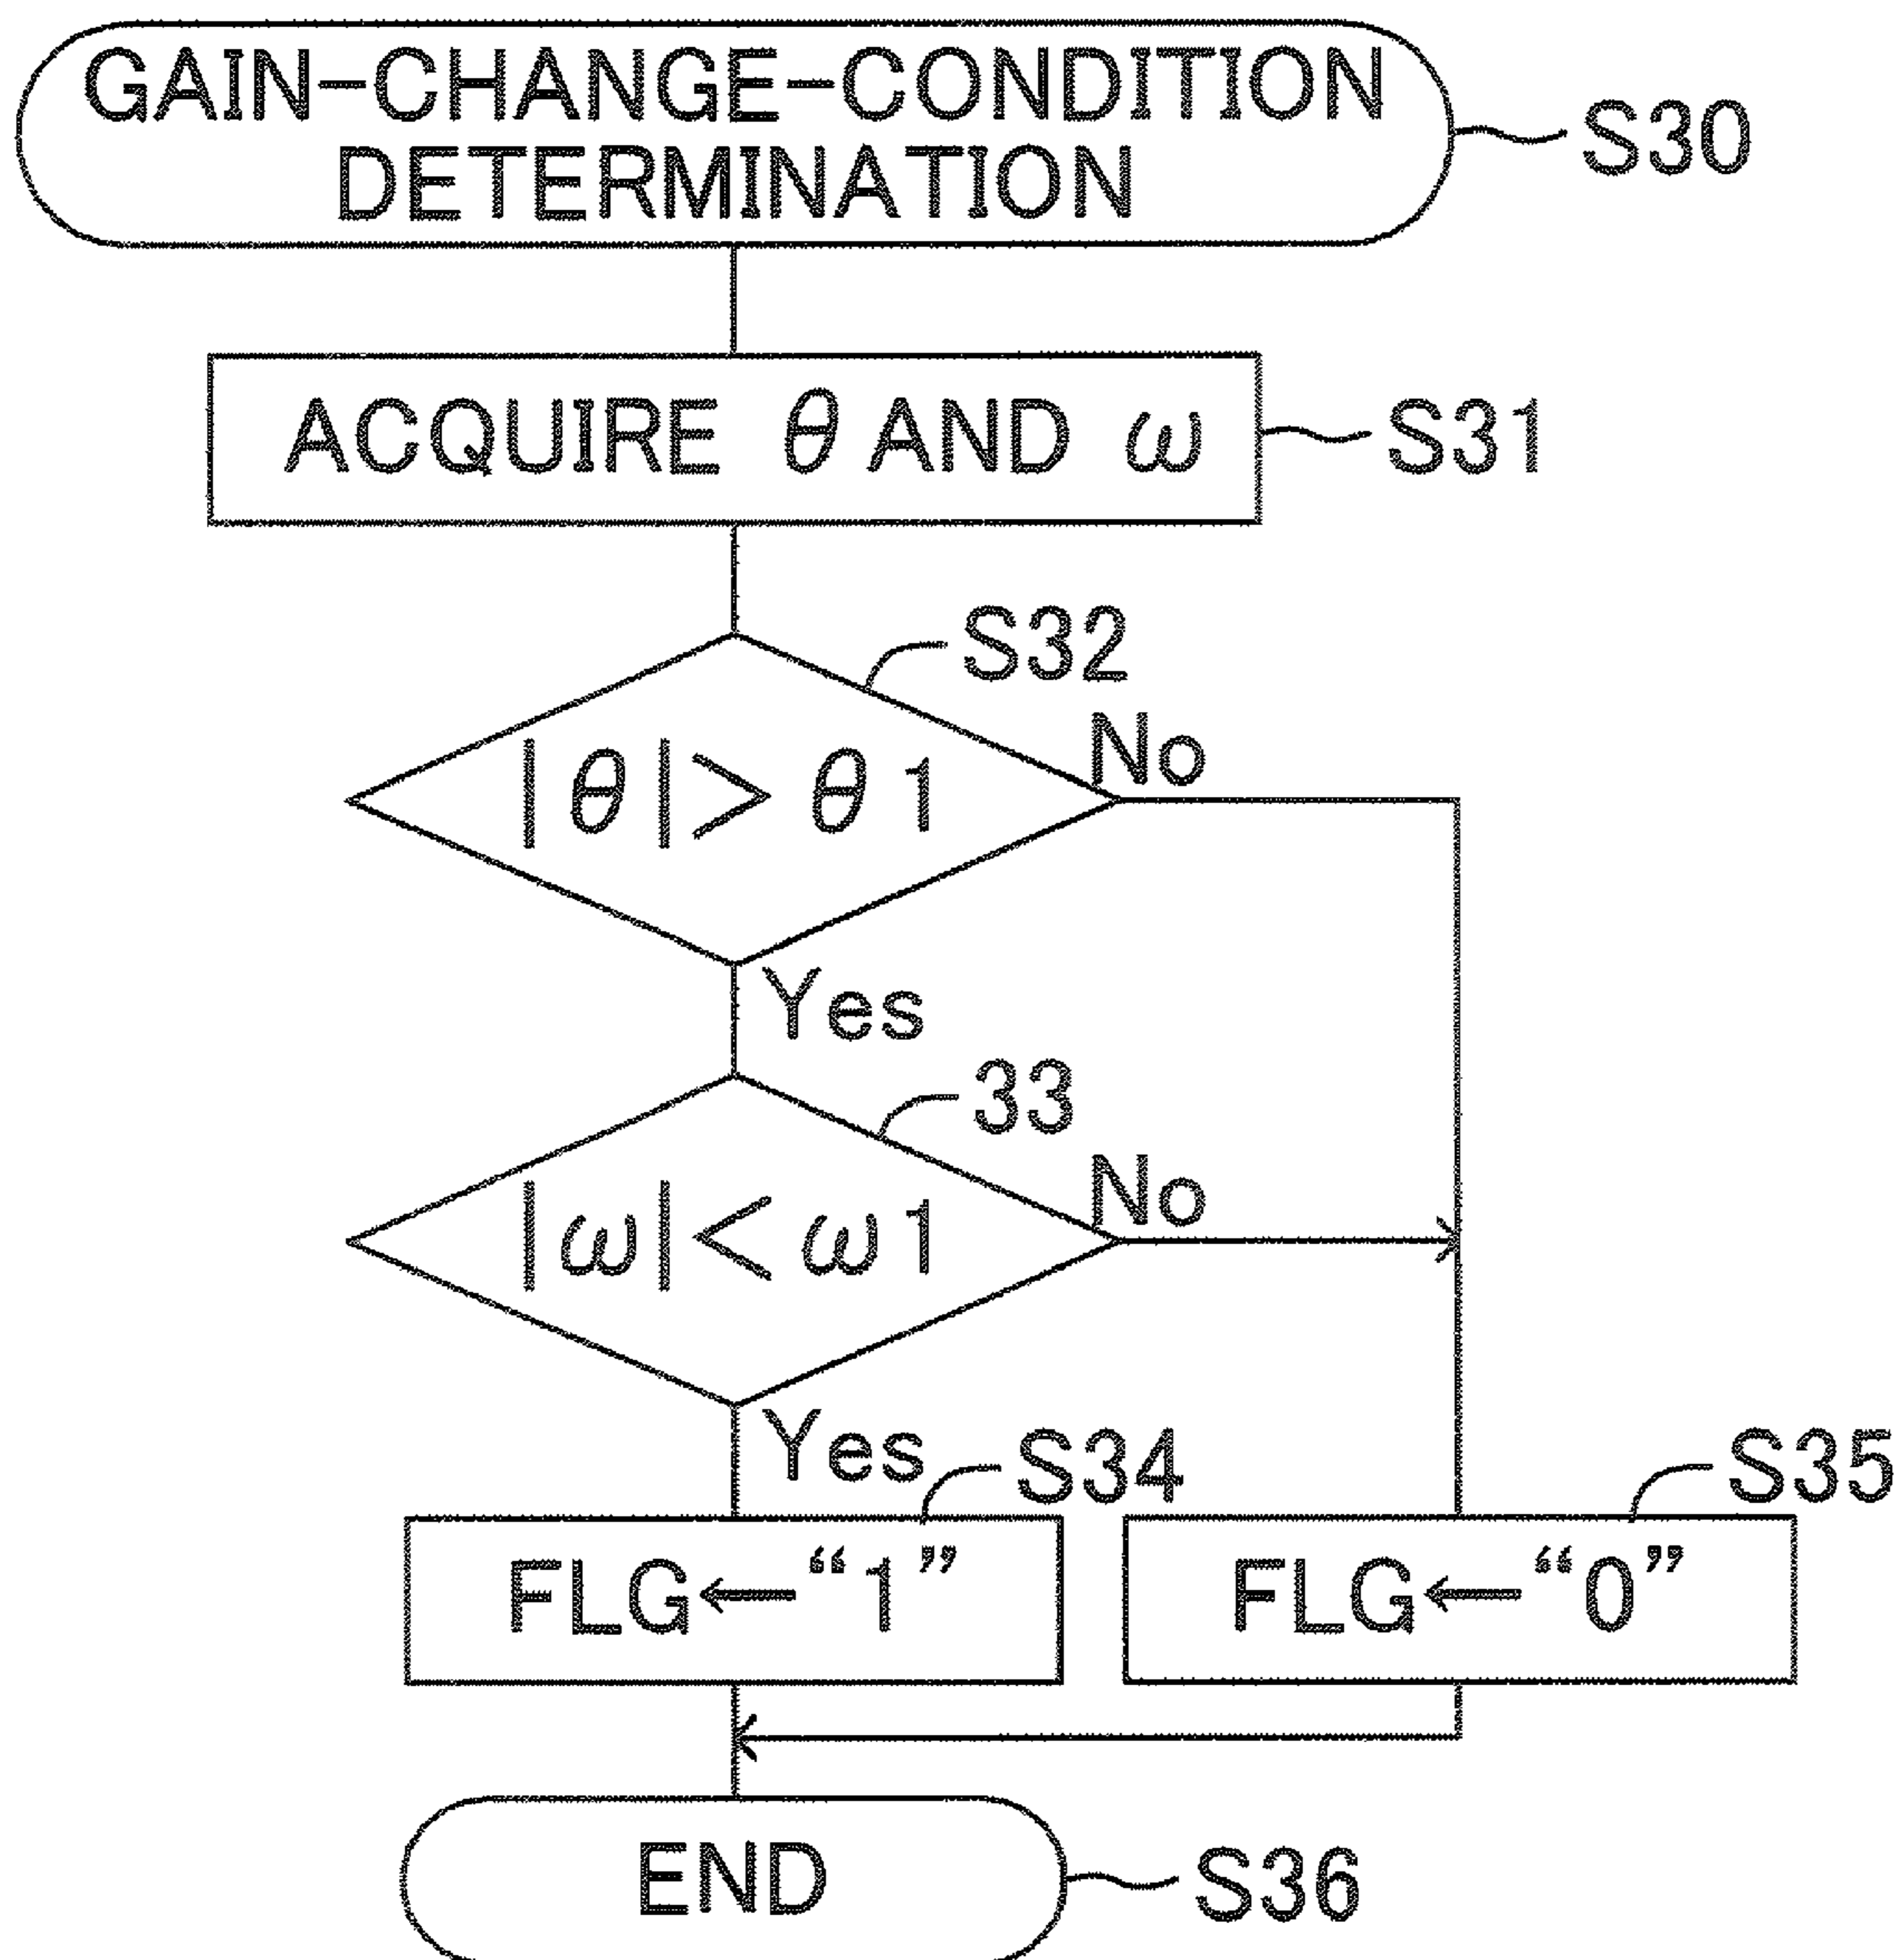 GAIN-CHANGE-CONDITION
DETERMINATION
S30
ACQUIRE θ AND ω
S31
S32
|θ|>θ1
No
Yes
33
|ω|<ω1
No
Yes
S34
S35
FLG←“1”
FLG←“0”
END
S36